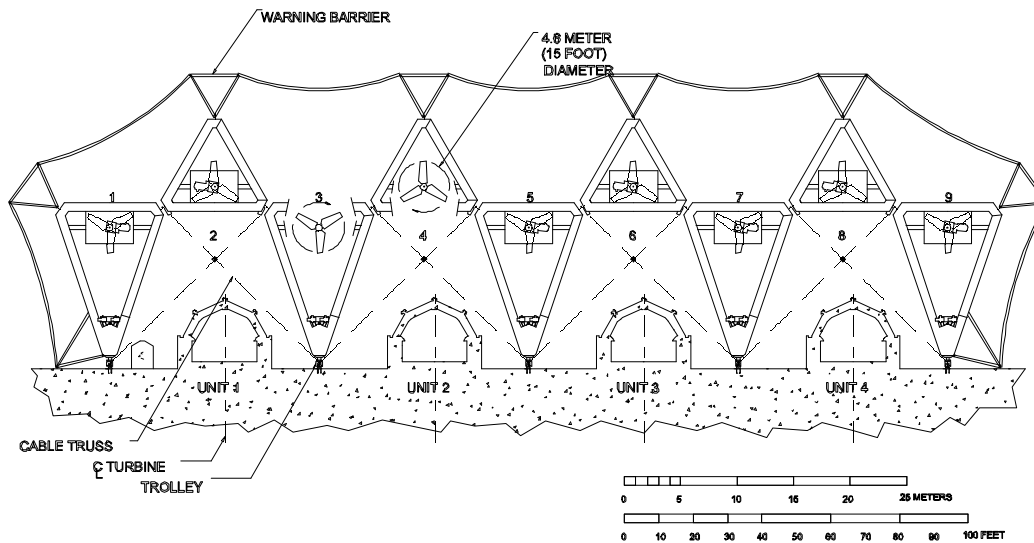 WARNING BARRIER
4.6 METER
(15 FOOT)
DIAMETER
1
3
5
7
9
2
4
6
8
UNIT 1
UNIT 2
UNIT 3
UNIT 4
CABLE TRUSS
℄ TURBINE
TROLLEY
0 5 10 15 20 25 METERS
0 10 20 30 40 60 70 80 90 100 FEET